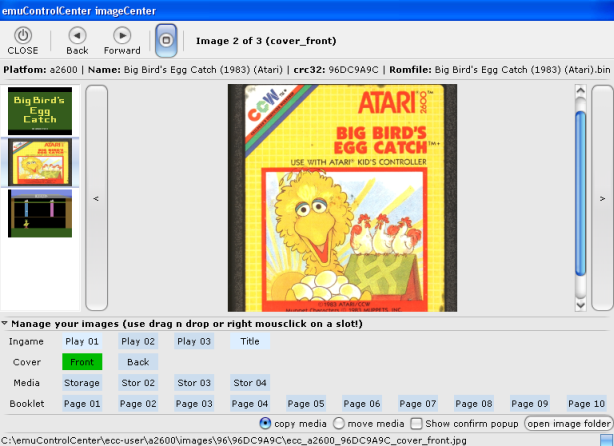 emuControlCenter imageCenter
CLOSE
Back
Forward
Image 2 of 3 (cover_front)
Platfom: a2600 | Name: Big Bird's Egg Catch (1983) (Atari) | crc32: 96DC9A9C | Romfile: Big Bird's Egg Catch (1983) (Atari).bin
Big Bird's
Egg
Catch
<
CCW
ATARI 2600
BIG BIRD'S
EGG CATCH™
USE WITH ATARI KID'S CONTROLLER
©1983 ATARI/CCW
Muppet Characters © 1983 MUPPETS, INC.
>
Manage your images (use drag n drop or right mousclick on a slot!)
Ingame Play 01 Play 02 Play 03 Title
Cover Front Back
Media Storage Stor 02 Stor 03 Stor 04
Booklet Page 01 Page 02 Page 03 Page 04 Page 05 Page 06 Page 07 Page 08 Page 09 Page 10
copy media move media Show confirm popup open image folder
C:\emuControlCenter\ecc-user\a2600\images\96\96DC9A9C\ecc_a2600_96DC9A9C_cover_front.jpg